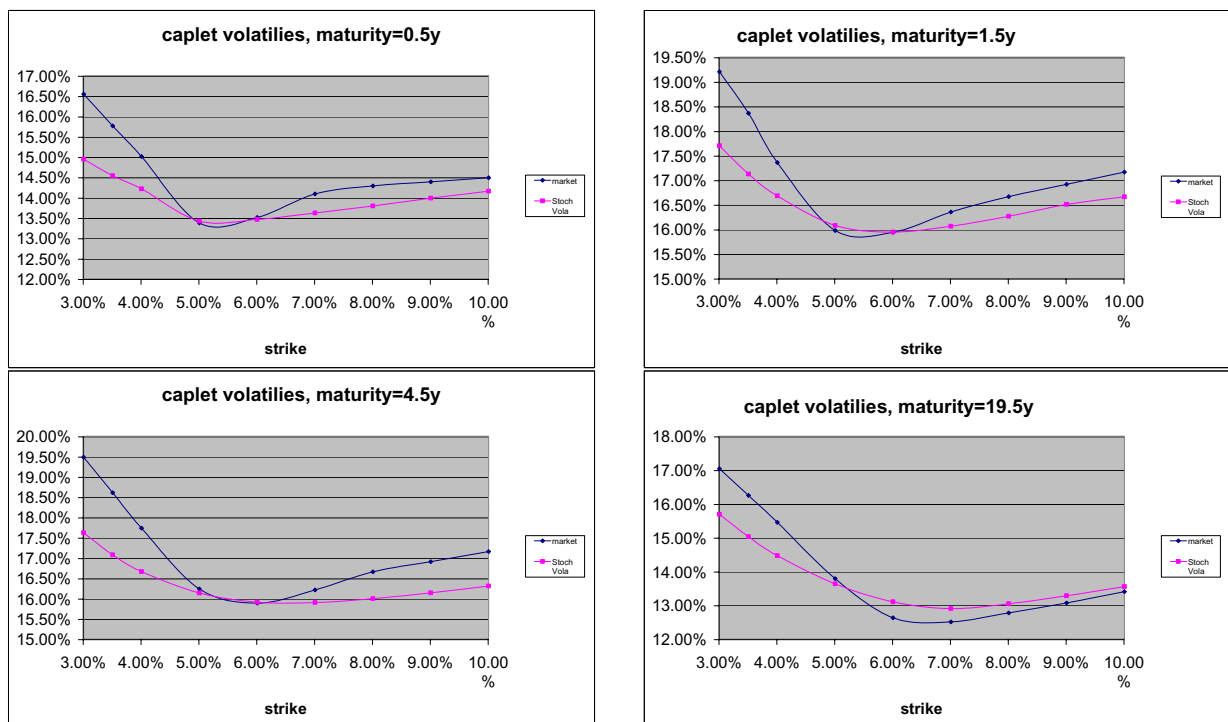 caplet volatilies, maturity=0.5y
17.00%
16.50%
16.00%
15.50%
15.00%
14.50%
14.00%
13.50%
13.00%
12.50%
12.00%
3.00% 4.00% 5.00% 6.00% 7.00% 8.00% 9.00% 10.00
%
strike
market
Stoch
Vola
caplet volatilies, maturity=1.5y
19.50%
19.00%
18.50%
18.00%
17.50%
17.00%
16.50%
16.00%
15.50%
15.00%
3.00% 4.00% 5.00% 6.00% 7.00% 8.00% 9.00% 10.00
%
strike
market
Stoch
Vola
caplet volatilies, maturity=4.5y
20.00%
19.50%
19.00%
18.50%
18.00%
17.50%
17.00%
16.50%
16.00%
15.50%
15.00%
3.00% 4.00% 5.00% 6.00% 7.00% 8.00% 9.00% 10.00
%
strike
market
Stoch
Vola
caplet volatilies, maturity=19.5y
18.00%
17.00%
16.00%
15.00%
14.00%
13.00%
12.00%
3.00% 4.00% 5.00% 6.00% 7.00% 8.00% 9.00% 10.00
%
strike
market
Stoch
Vola